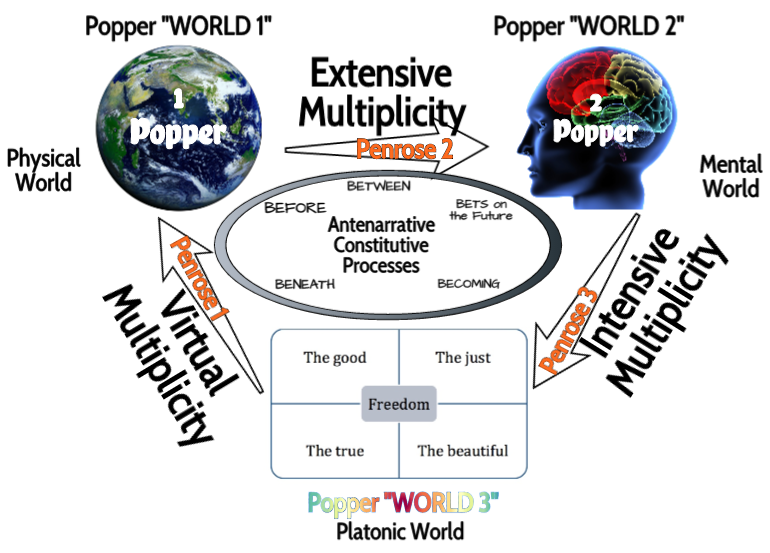 Popper "WORLD 1"
Popper "WORLD 2"
1
Popper
Extensive
Multiplicity
Penrose 2
2
Popper
Physical
World
Mental
World
BETWEEN
BEFORE
BETS on
the Future
Antenarrative
Constitutive
Processes
BENEATH
BECOMING
Penrose 1
Virtual
Multiplicity
Penrose 3
Intensive
Multiplicity
The good
The just
Freedom
The true
The beautiful
Popper "WORLD 3"
Platonic World